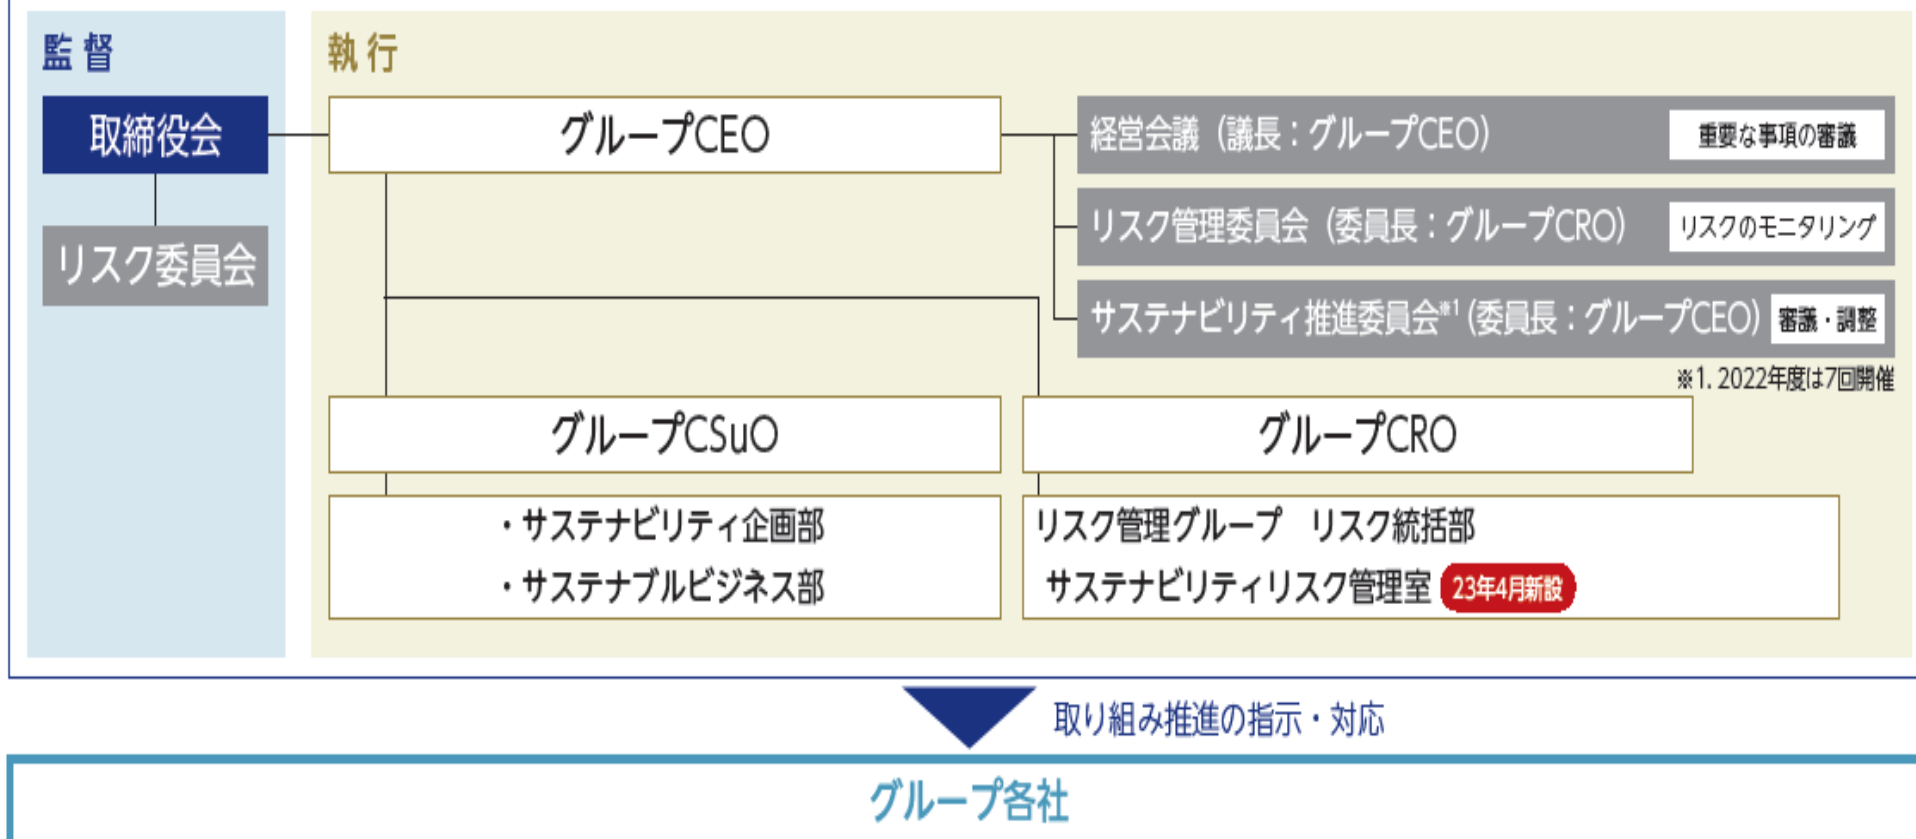 監督
取締役会
リスク委員会
執行
グループCEO
経営会議（議長：グループCEO） 重要な事項の審議
リスク管理委員会（委員長：グループCRO） リスクのモニタリング
サステナビリティ推進委員会※1（委員長：グループCEO） 審議・調整
※1. 2022年度は7回開催
グループCSuO
・サステナビリティ企画部
・サステナブルビジネス部
グループCRO
リスク管理グループ　リスク統括部
サステナビリティリスク管理室 23年4月新設
取り組み推進の指示・対応
グループ各社